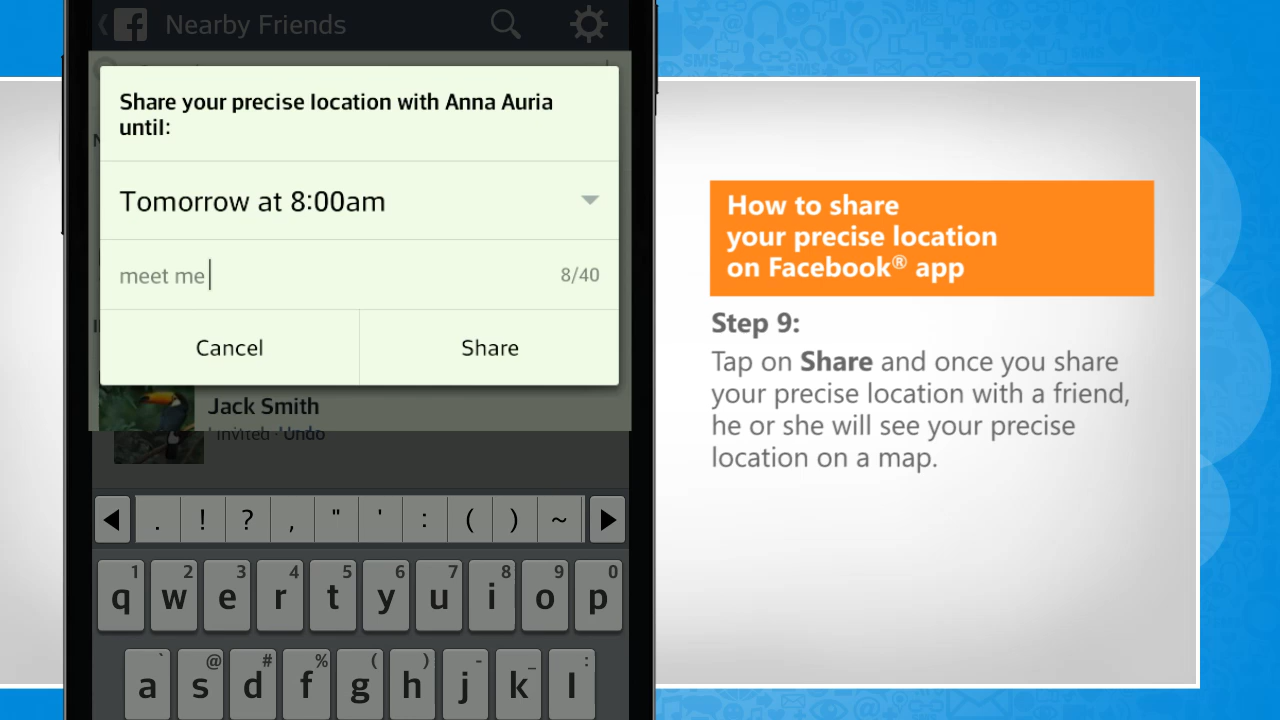 Nearby Friends
Share your precise location with Anna Auria
until:
Tomorrow at 8:00am
meet me
8/40
Cancel
Share
Jack Smith
Invited · Undo
. ! ? , " ' : ( ) ~
1 2 3 4 5 6 7 8 9 0
q w e r t y u i o p
` @ # % ( ) - _ :
a s d f g h j k l
How to share
your precise location
on Facebook® app
Step 9:
Tap on Share and once you share
your precise location with a friend,
he or she will see your precise
location on a map.